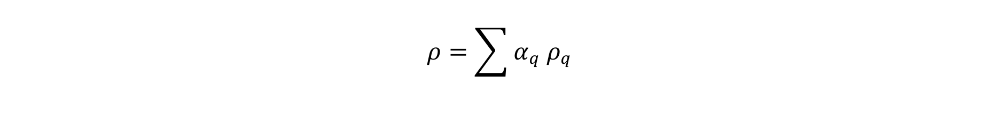 ρ = ∑ α_q ρ_q